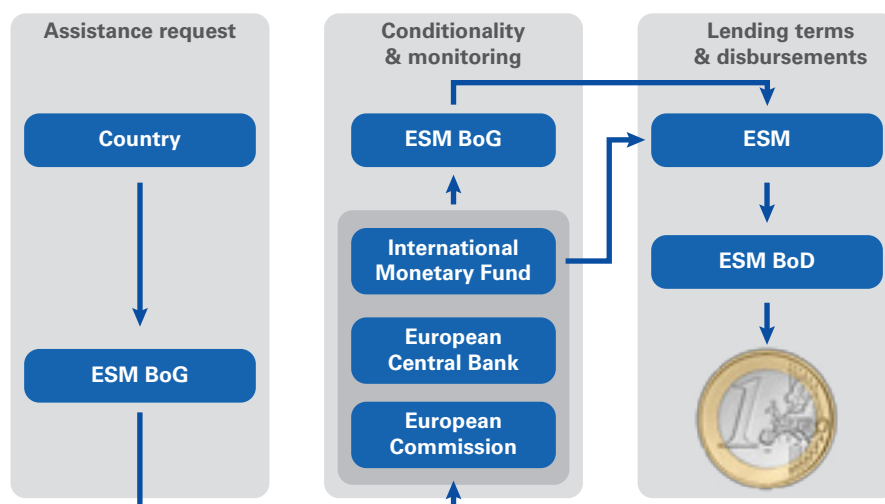 Assistance request
Country
ESM BoG
Conditionality
& monitoring
ESM BoG
International
Monetary Fund
European
Central Bank
European
Commission
Lending terms
& disbursements
ESM
ESM BoD
1